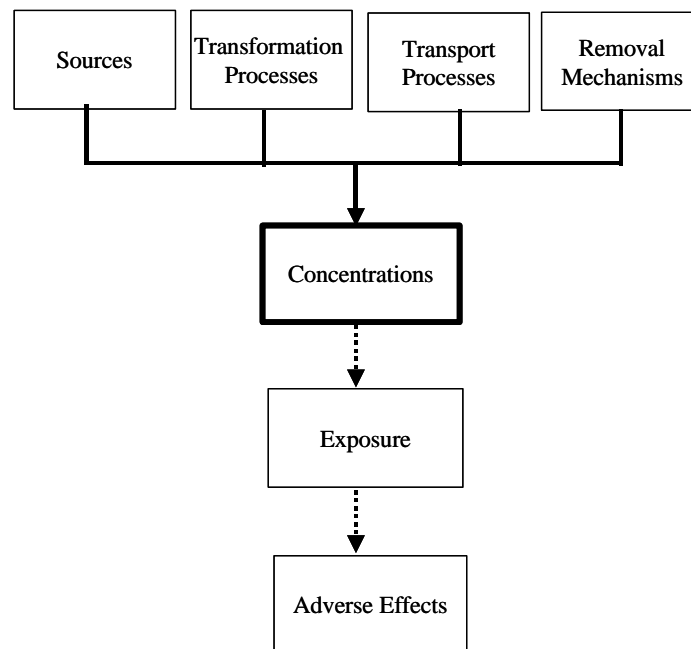 Sources
Transformation
Processes
Transport
Processes
Removal
Mechanisms
Concentrations
Exposure
Adverse Effects